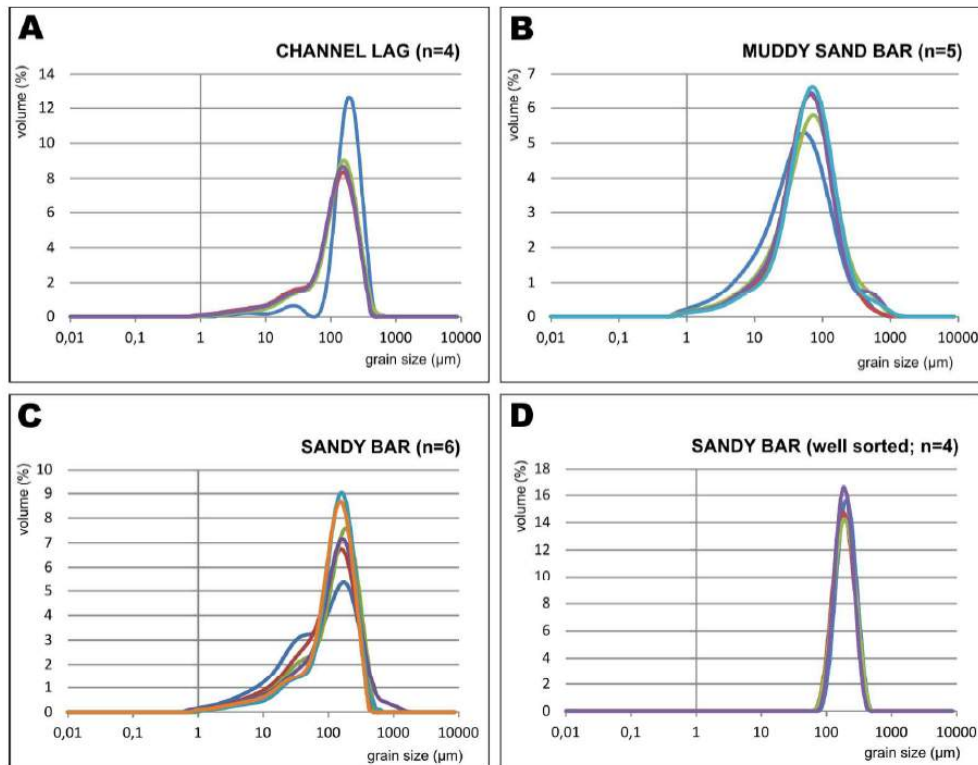 A
CHANNEL LAG (n=4)
volume (%)
14
12
10
8
6
4
2
0
0,01 0,1 1 10 100 1000 10000
grain size (µm)
B
MUDDY SAND BAR (n=5)
volume (%)
7
6
5
4
3
2
1
0
0,01 0,1 1 10 100 1000 10000
grain size (µm)
C
SANDY BAR (n=6)
volume (%)
10
9
8
7
6
5
4
3
2
1
0
0,01 0,1 1 10 100 1000 10000
grain size (µm)
D
SANDY BAR (well sorted; n=4)
volume (%)
18
16
14
12
10
8
6
4
2
0
0,01 0,1 1 10 100 1000 10000
grain size (µm)